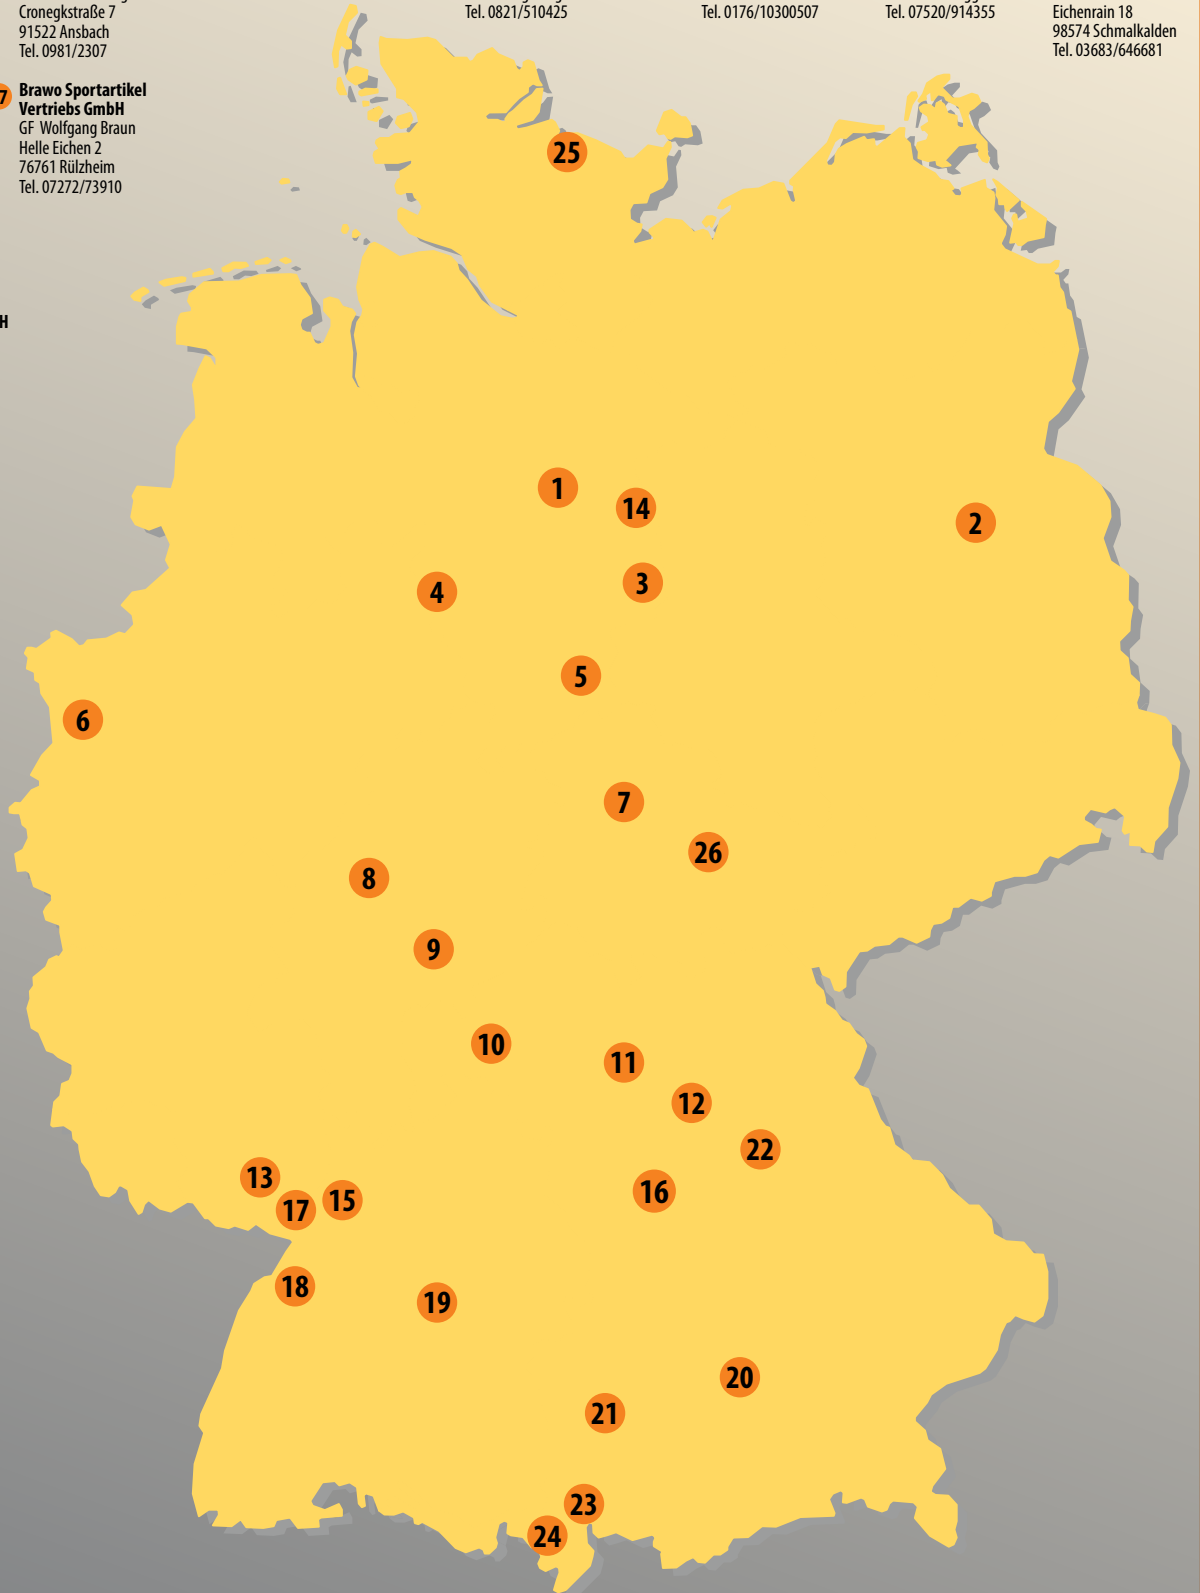 Cronegkstraße 7
91522 Ansbach
Tel. 0981/2307
7 Brawo Sportartikel
Vertriebs GmbH
GF Wolfgang Braun
Helle Eichen 2
76761 Rülzheim
Tel. 07272/73910
H
Tel. 0821/510425
Tel. 0176/10300507
Tel. 07520/914355
Eichenrain 18
98574 Schmalkalden
Tel. 03683/646681
25
1
14
2
3
4
5
6
7
26
8
9
10
11
12
22
13
15
16
17
18
19
20
21
23
24